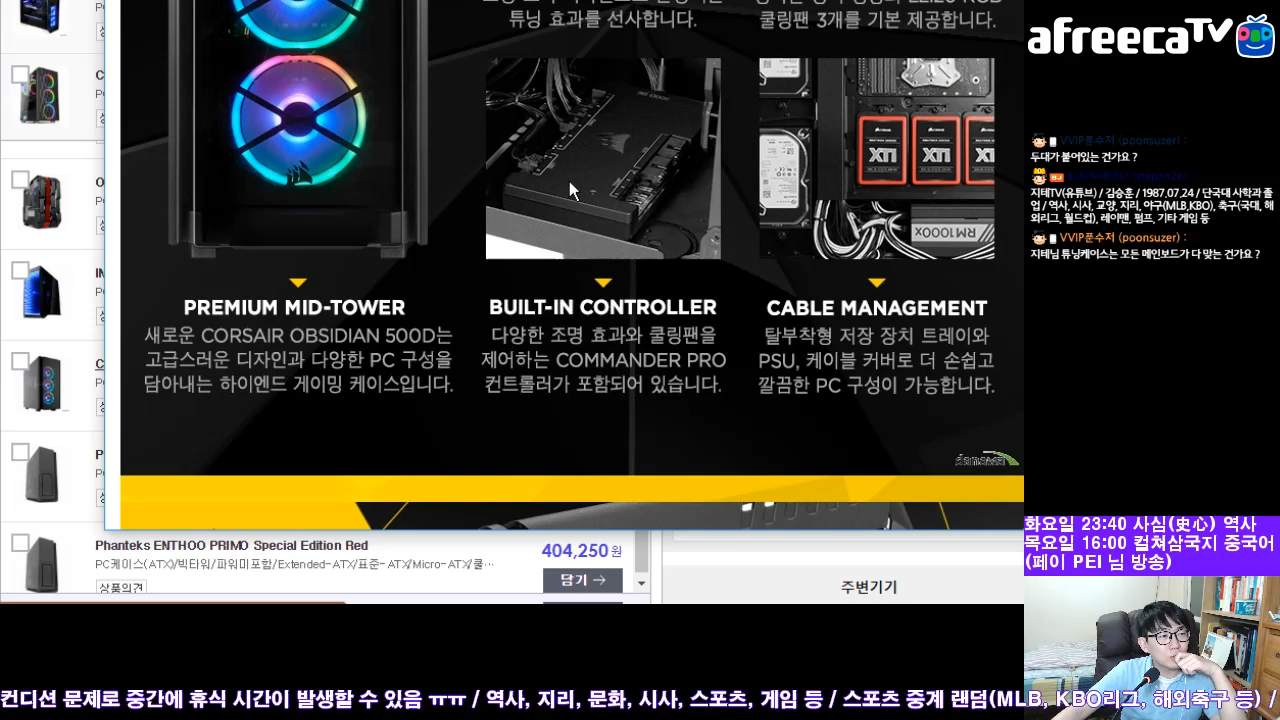 튜닝 효과를 선사합니다.
쿨링팬 3개를 기본 제공합니다.
PREMIUM MID-TOWER
새로운 CORSAIR OBSIDIAN 500D는
고급스러운 디자인과 다양한 PC 구성을
담아내는 하이엔드 게이밍 케이스입니다.
BUILT-IN CONTROLLER
다양한 조명 효과와 쿨링팬을
제어하는 COMMANDER PRO
컨트롤러가 포함되어 있습니다.
CABLE MANAGEMENT
탈부착형 저장 장치 트레이와
PSU, 케이블 커버로 더 손쉽고
깔끔한 PC 구성이 가능합니다.
RM1000x
danawa
Phanteks ENTHOO PRIMO Special Edition Red
PC케이스(ATX)/빅타워/파워미포함/Extended-ATX/표준-ATX/Micro-ATX/쿨…
상품의견
404,250원
담기 →
주변기기
afreecaTV
VVIP푼수저 (poonsuzer) :
두대가 붙어있는 건가요 ?
BJ
지테TV(유튜브) / 김승훈 / 1987.07.24 / 단국대 사학과 졸
업 / 역사, 시사, 교양, 지리, 야구(MLB,KBO), 축구(국대, 해
외리그, 월드컵), 레이맨, 펌프, 기타 게임 등
VVIP푼수저 (poonsuzer) :
지테님 튜닝케이스는 모든 메인보드가 다 맞는 건가요 ?
화요일 23:40 사심(史心) 역사
목요일 16:00 컬쳐삼국지 중국어
(페이 PEI 님 방송)
컨디션 문제로 중간에 휴식 시간이 발생할 수 있음 ㅠㅠ / 역사, 지리, 문화, 시사, 스포츠, 게임 등 / 스포츠 중계 랜덤(MLB, KBO리그, 해외축구 등) /